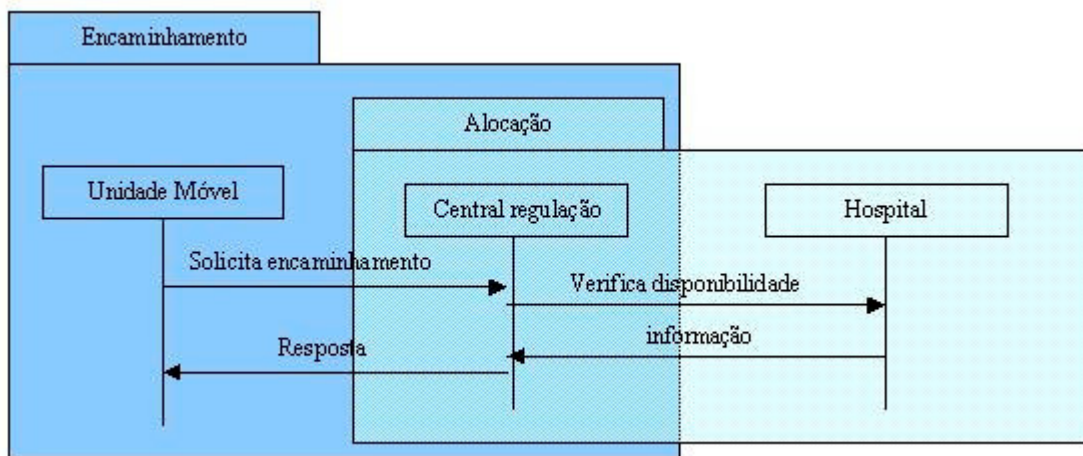 Encaminhamento
Alocação
Unidade Móvel
Central regulação
Hospital
Solicita encaminhamento
Verifica disponibilidade
informação
Resposta